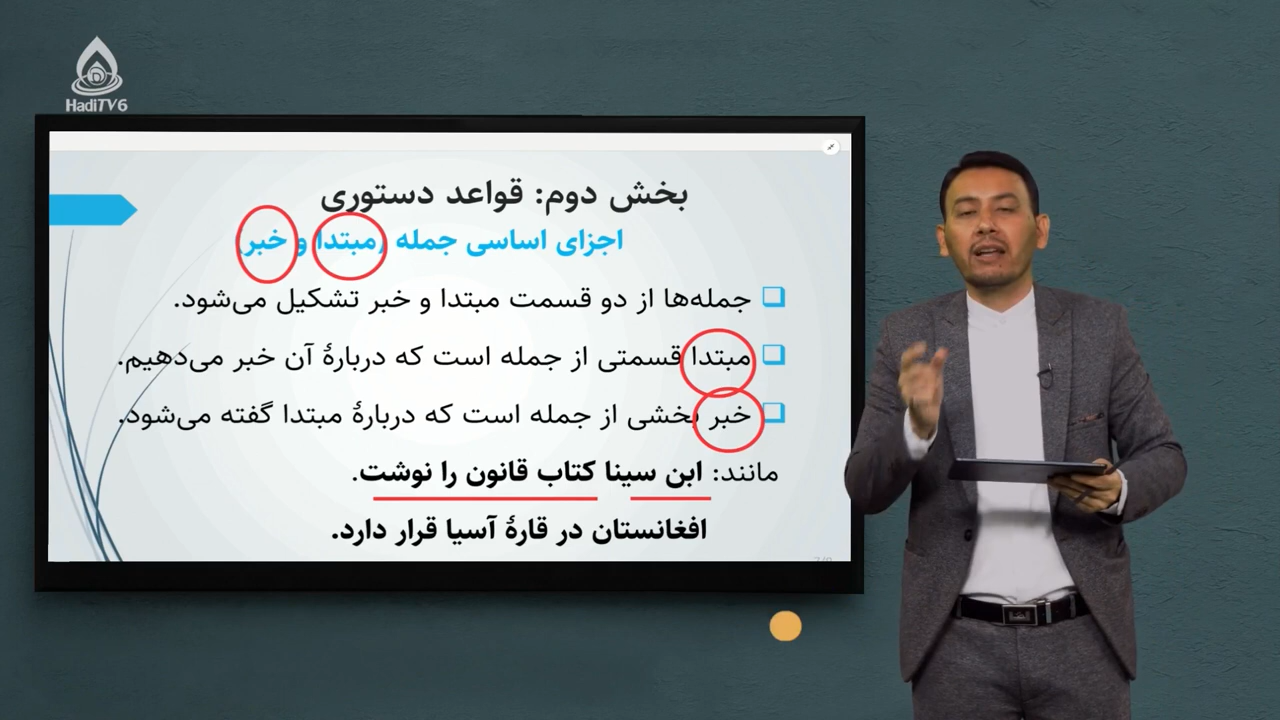 HadiTV6
بخش دوم: قواعد دستوری
اجزای اساسی جمله (مبتدا و خبر)
جمله‌ها از دو قسمت مبتدا و خبر تشکیل می‌شود.
مبتدا قسمتی از جمله است که دربارهٔ آن خبر می‌دهیم.
خبر بخشی از جمله است که دربارهٔ مبتدا گفته می‌شود.
مانند: ابن سینا کتاب قانون را نوشت.
افغانستان در قارهٔ آسیا قرار دارد.